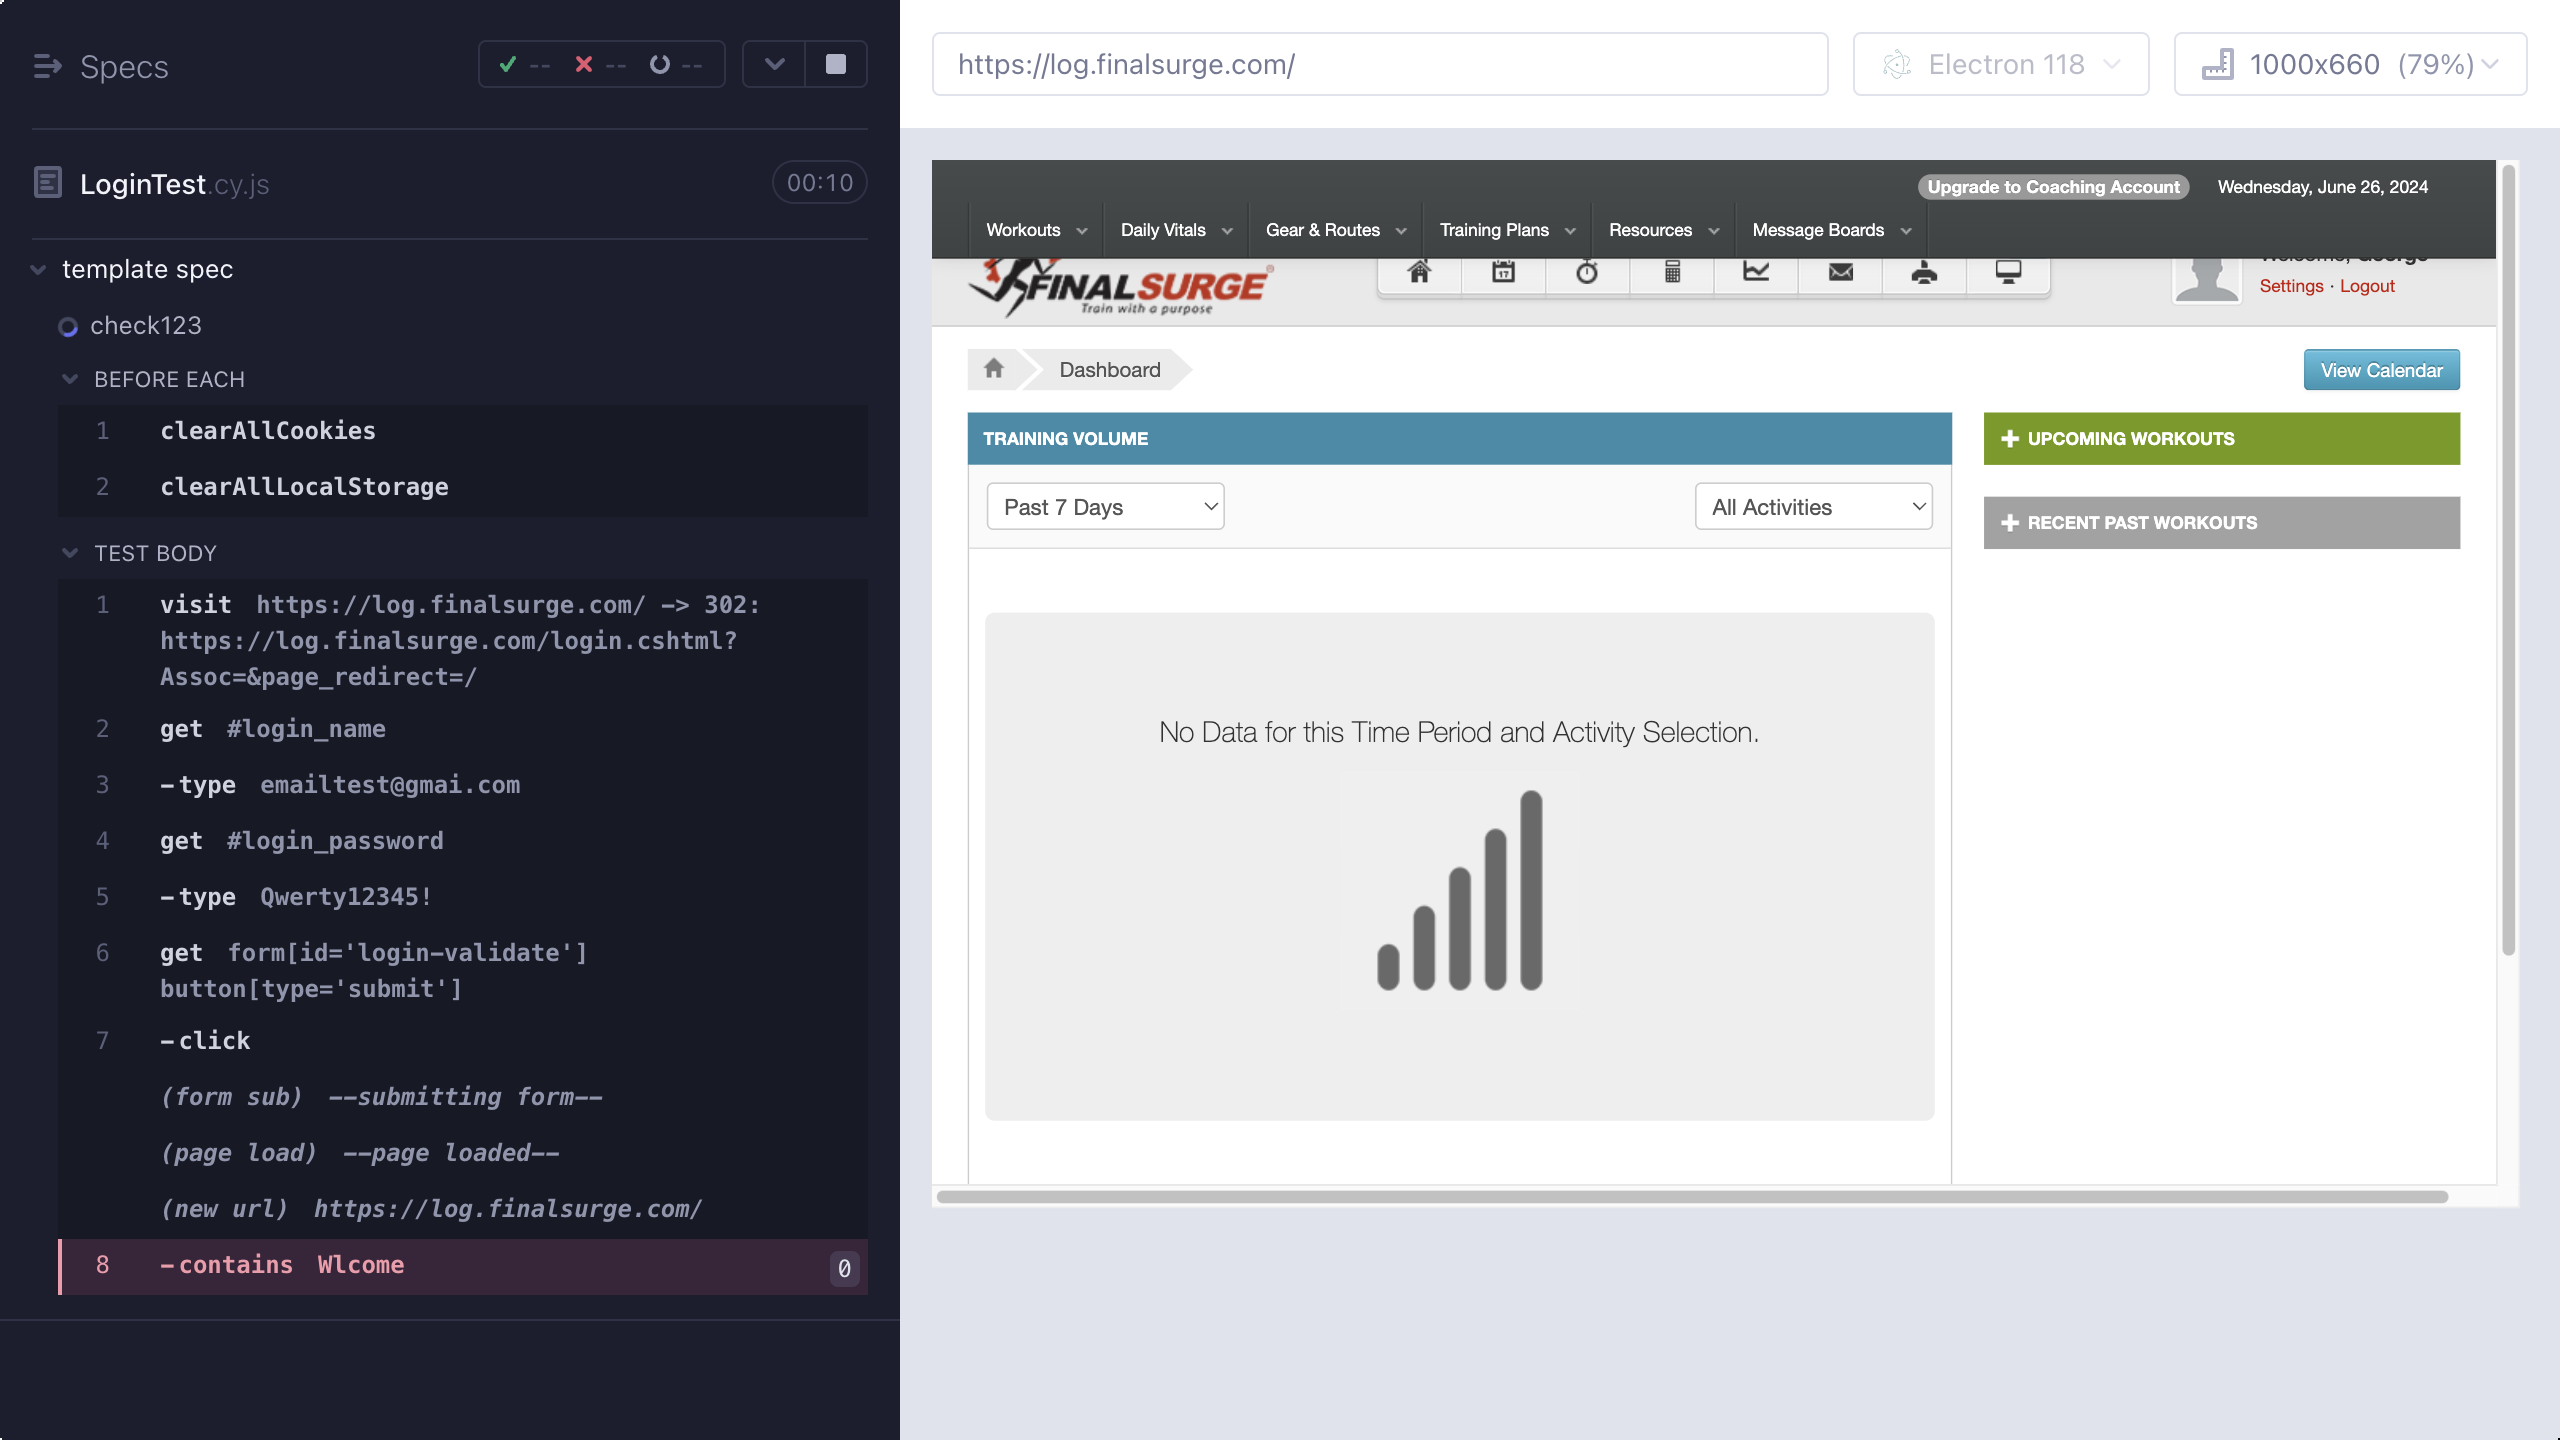 Specs
-- -- --
LoginTest.cy.js
00:10
template spec
check123
BEFORE EACH
1 clearAllCookies
2 clearAllLocalStorage
TEST BODY
1 visit https://log.finalsurge.com/ -> 302:
https://log.finalsurge.com/login.cshtml?
Assoc=&page_redirect=/
2 get #login_name
3 -type emailtest@gmai.com
4 get #login_password
5 -type Qwerty12345!
6 get form[id='login-validate']
button[type='submit']
7 -click
(form sub) --submitting form--
(page load) --page loaded--
(new url) https://log.finalsurge.com/
8 -contains Wlcome 0
https://log.finalsurge.com/
Electron 118
1000x660 (79%)
Upgrade to Coaching Account
Wednesday, June 26, 2024
Workouts
Daily Vitals
Gear & Routes
Training Plans
Resources
Message Boards
FINALSURGE®
Train with a purpose
17
Welcome, George
Settings · Logout
Dashboard
View Calendar
TRAINING VOLUME
Past 7 Days
All Activities
No Data for this Time Period and Activity Selection.
UPCOMING WORKOUTS
RECENT PAST WORKOUTS